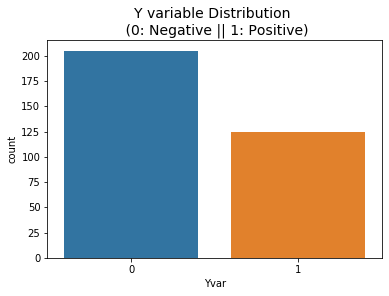 Y variable Distribution
(0: Negative || 1: Positive)
count
200
175
150
125
100
75
50
25
0
0
1
Yvar